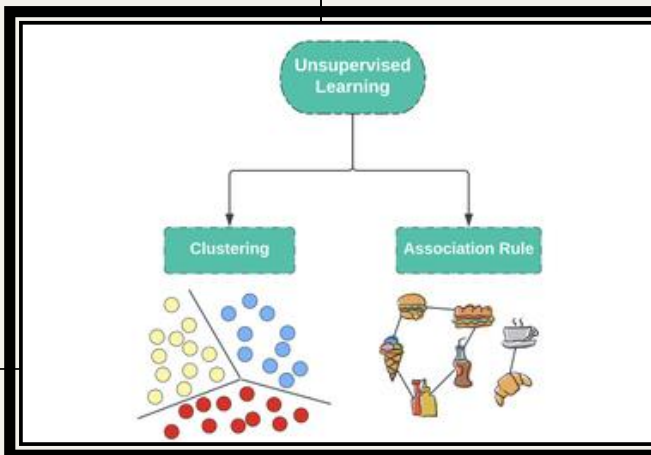 Unsupervised
Learning
Clustering
Association Rule